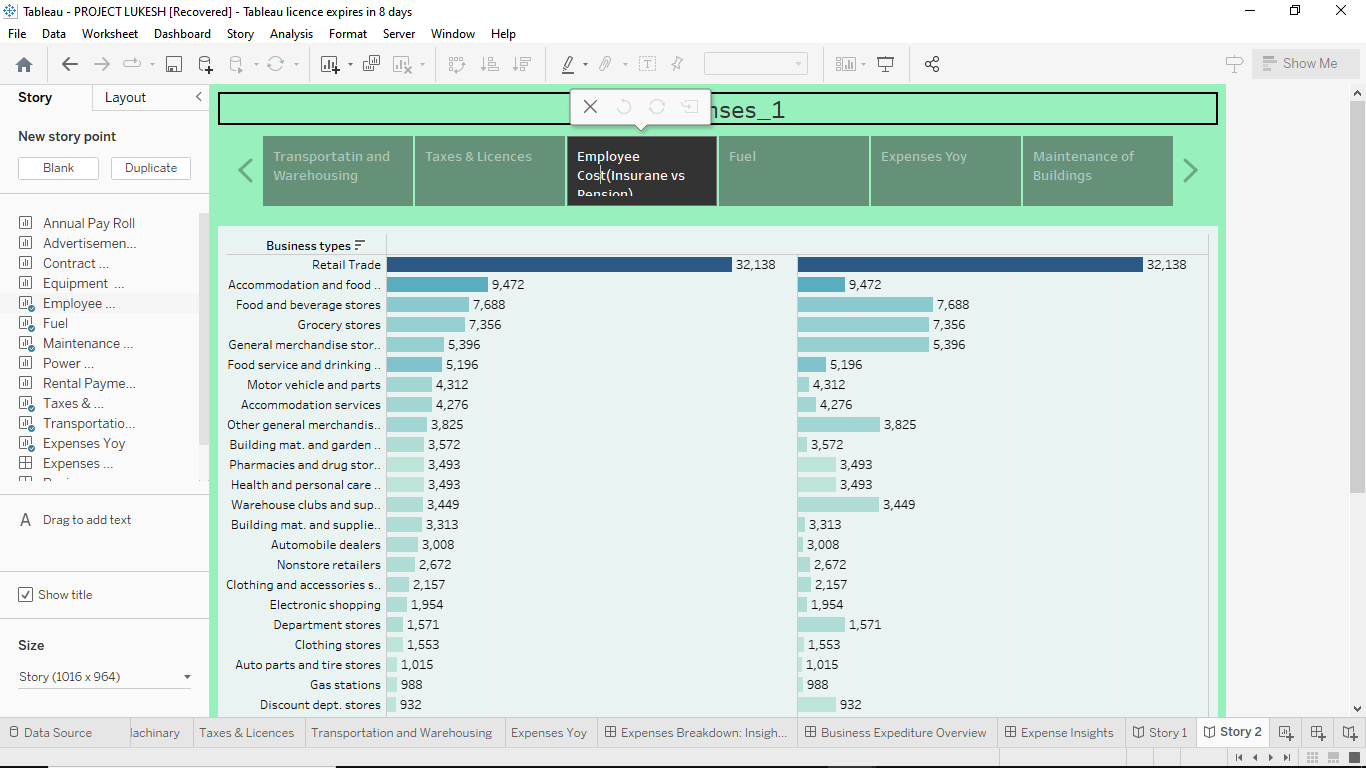 Tableau - PROJECT LUKESH [Recovered] - Tableau licence expires in 8 days
File Data Worksheet Dashboard Story Analysis Format Server Window Help
Show Me
Story Layout
New story point
Blank Duplicate
Annual Pay Roll
Advertisemen...
Contract ...
Equipment ...
Employee ...
Fuel
Maintenance ...
Power ...
Rental Payme...
Taxes & ...
Transportatio...
Expenses Yoy
Expenses ...
A Drag to add text
Show title
Size
Story (1016 x 964)
nses_1
Transportatin and
Warehousing
Taxes & Licences
Employee
Cost(Insurane vs
Pension)
Fuel
Expenses Yoy
Maintenance of
Buildings
Business types
Retail Trade 32,138 32,138
Accommodation and food .. 9,472 9,472
Food and beverage stores 7,688 7,688
Grocery stores 7,356 7,356
General merchandise stor.. 5,396 5,396
Food service and drinking .. 5,196 5,196
Motor vehicle and parts 4,312 4,312
Accommodation services 4,276 4,276
Other general merchandis.. 3,825 3,825
Building mat. and garden .. 3,572 3,572
Pharmacies and drug stor.. 3,493 3,493
Health and personal care .. 3,493 3,493
Warehouse clubs and sup.. 3,449 3,449
Building mat. and supplie.. 3,313 3,313
Automobile dealers 3,008 3,008
Nonstore retailers 2,672 2,672
Clothing and accessories s.. 2,157 2,157
Electronic shopping 1,954 1,954
Department stores 1,571 1,571
Clothing stores 1,553 1,553
Auto parts and tire stores 1,015 1,015
Gas stations 988 988
Discount dept. stores 932 932
Data Source lachinary Taxes & Licences Transportation and Warehousing Expenses Yoy Expenses Breakdown: Insigh... Business Expediture Overview Expense Insights Story 1 Story 2